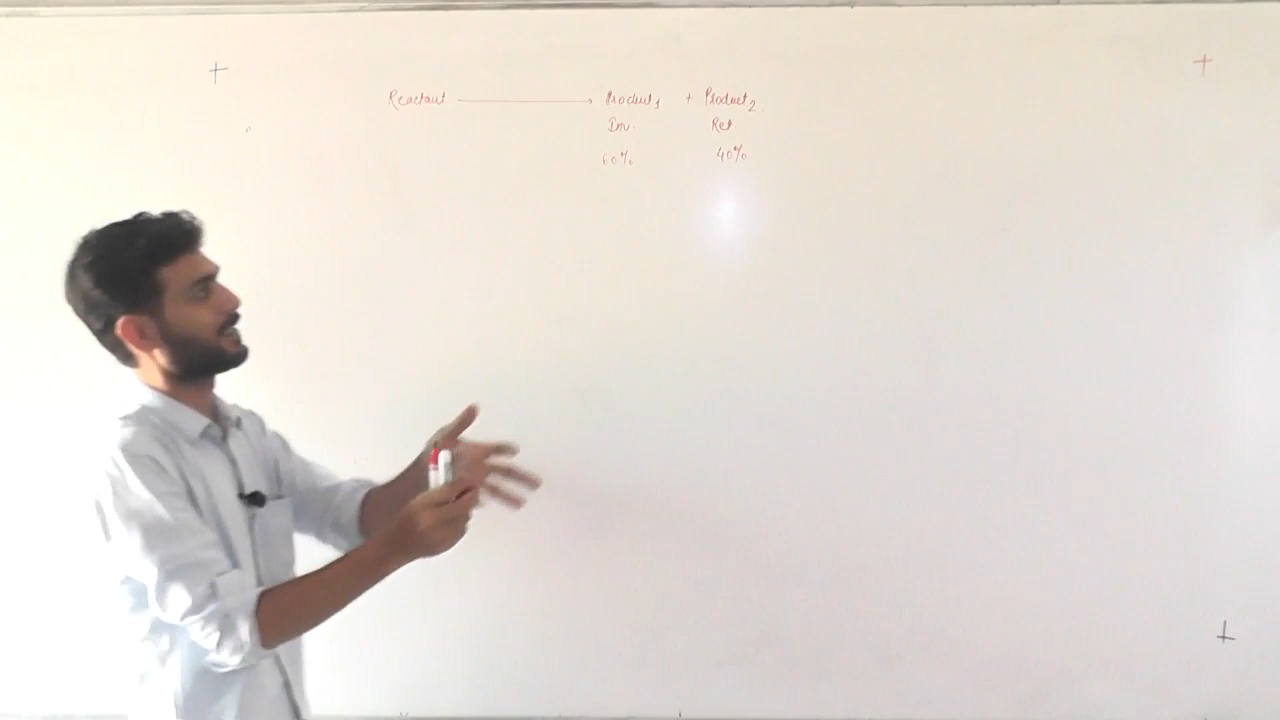 Reactant ⟶ Product1 + Product2
Inv. Ret
60% 40%